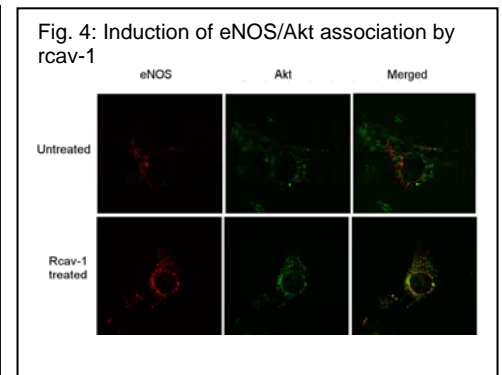 Fig. 4: Induction of eNOS/Akt association by
rcav-1
eNOS Akt Merged
Untreated
Rcav-1
treated